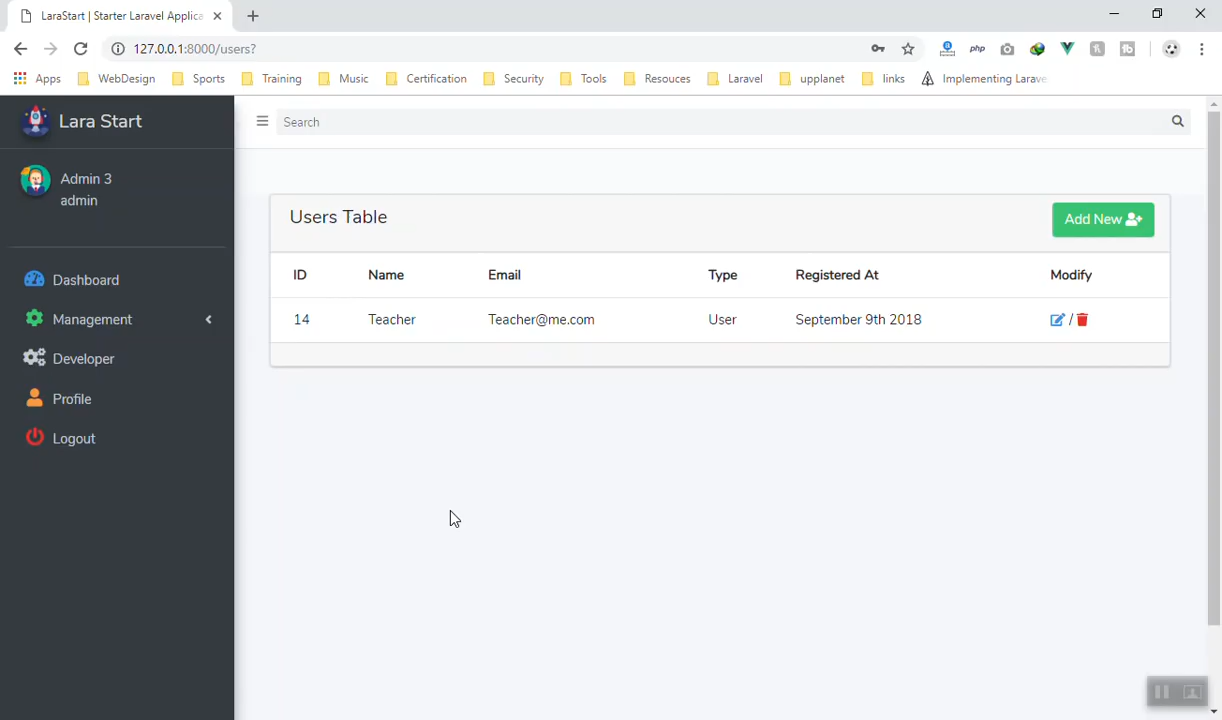 LaraStart | Starter Laravel Applica
127.0.0.1:8000/users?
php
Apps WebDesign Sports Training Music Certification Security Tools Resouces Laravel upplanet links Implementing Larave
Lara Start
Search
Admin 3
admin
Users Table
Add New
ID Name Email Type Registered At Modify
14 Teacher Teacher@me.com User September 9th 2018 /
Dashboard
Management
Developer
Profile
Logout